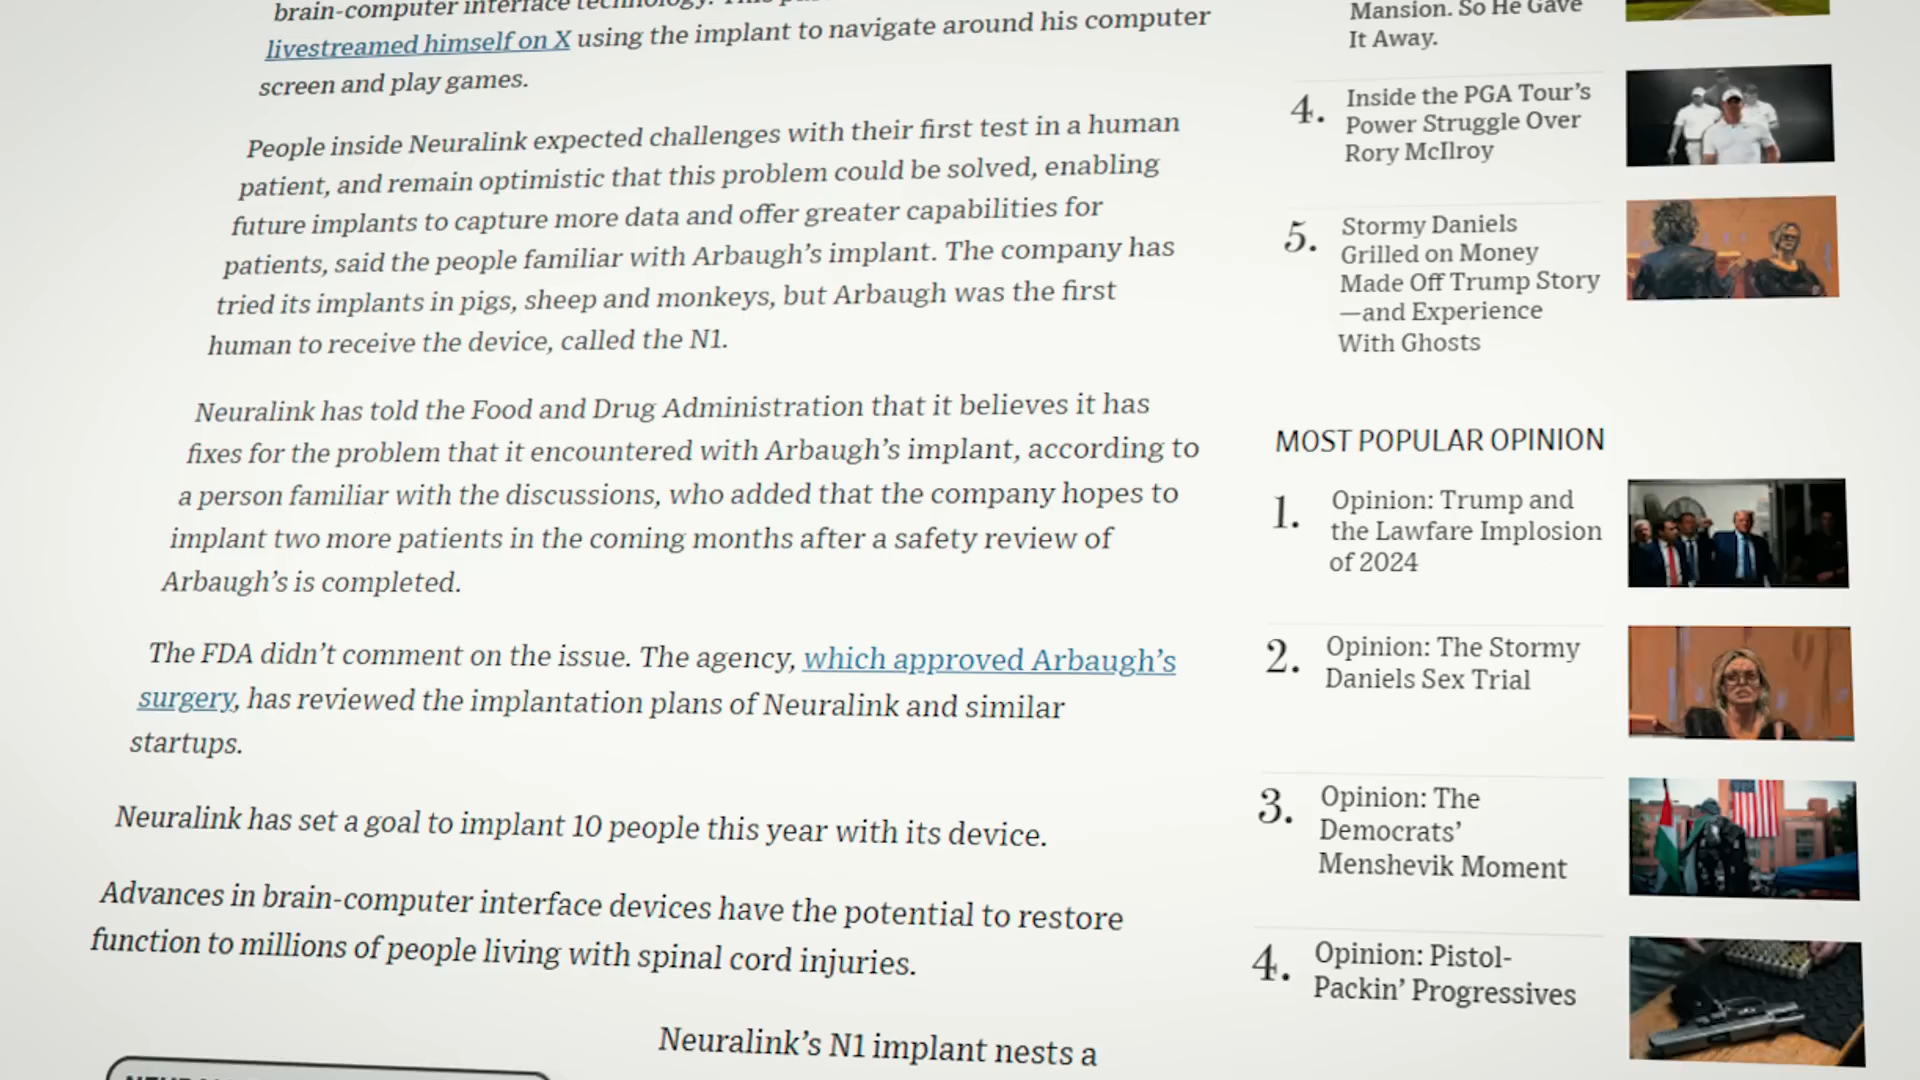 brain-computer interface technology. This
livestreamed himself on X using the implant to navigate around his computer
screen and play games.
People inside Neuralink expected challenges with their first test in a human
patient, and remain optimistic that this problem could be solved, enabling
future implants to capture more data and offer greater capabilities for
patients, said the people familiar with Arbaugh’s implant. The company has
tried its implants in pigs, sheep and monkeys, but Arbaugh was the first
human to receive the device, called the N1.
Neuralink has told the Food and Drug Administration that it believes it has
fixes for the problem that it encountered with Arbaugh’s implant, according to
a person familiar with the discussions, who added that the company hopes to
implant two more patients in the coming months after a safety review of
Arbaugh’s is completed.
The FDA didn’t comment on the issue. The agency, which approved Arbaugh’s
surgery, has reviewed the implantation plans of Neuralink and similar
startups.
Neuralink has set a goal to implant 10 people this year with its device.
Advances in brain-computer interface devices have the potential to restore
function to millions of people living with spinal cord injuries.
Neuralink’s N1 implant nests a
Mansion. So He Gave
It Away.
4. Inside the PGA Tour’s
Power Struggle Over
Rory McIlroy
5. Stormy Daniels
Grilled on Money
Made Off Trump Story
—and Experience
With Ghosts
MOST POPULAR OPINION
1. Opinion: Trump and
the Lawfare Implosion
of 2024
2. Opinion: The Stormy
Daniels Sex Trial
3. Opinion: The
Democrats’
Menshevik Moment
4. Opinion: Pistol-
Packin’ Progressives